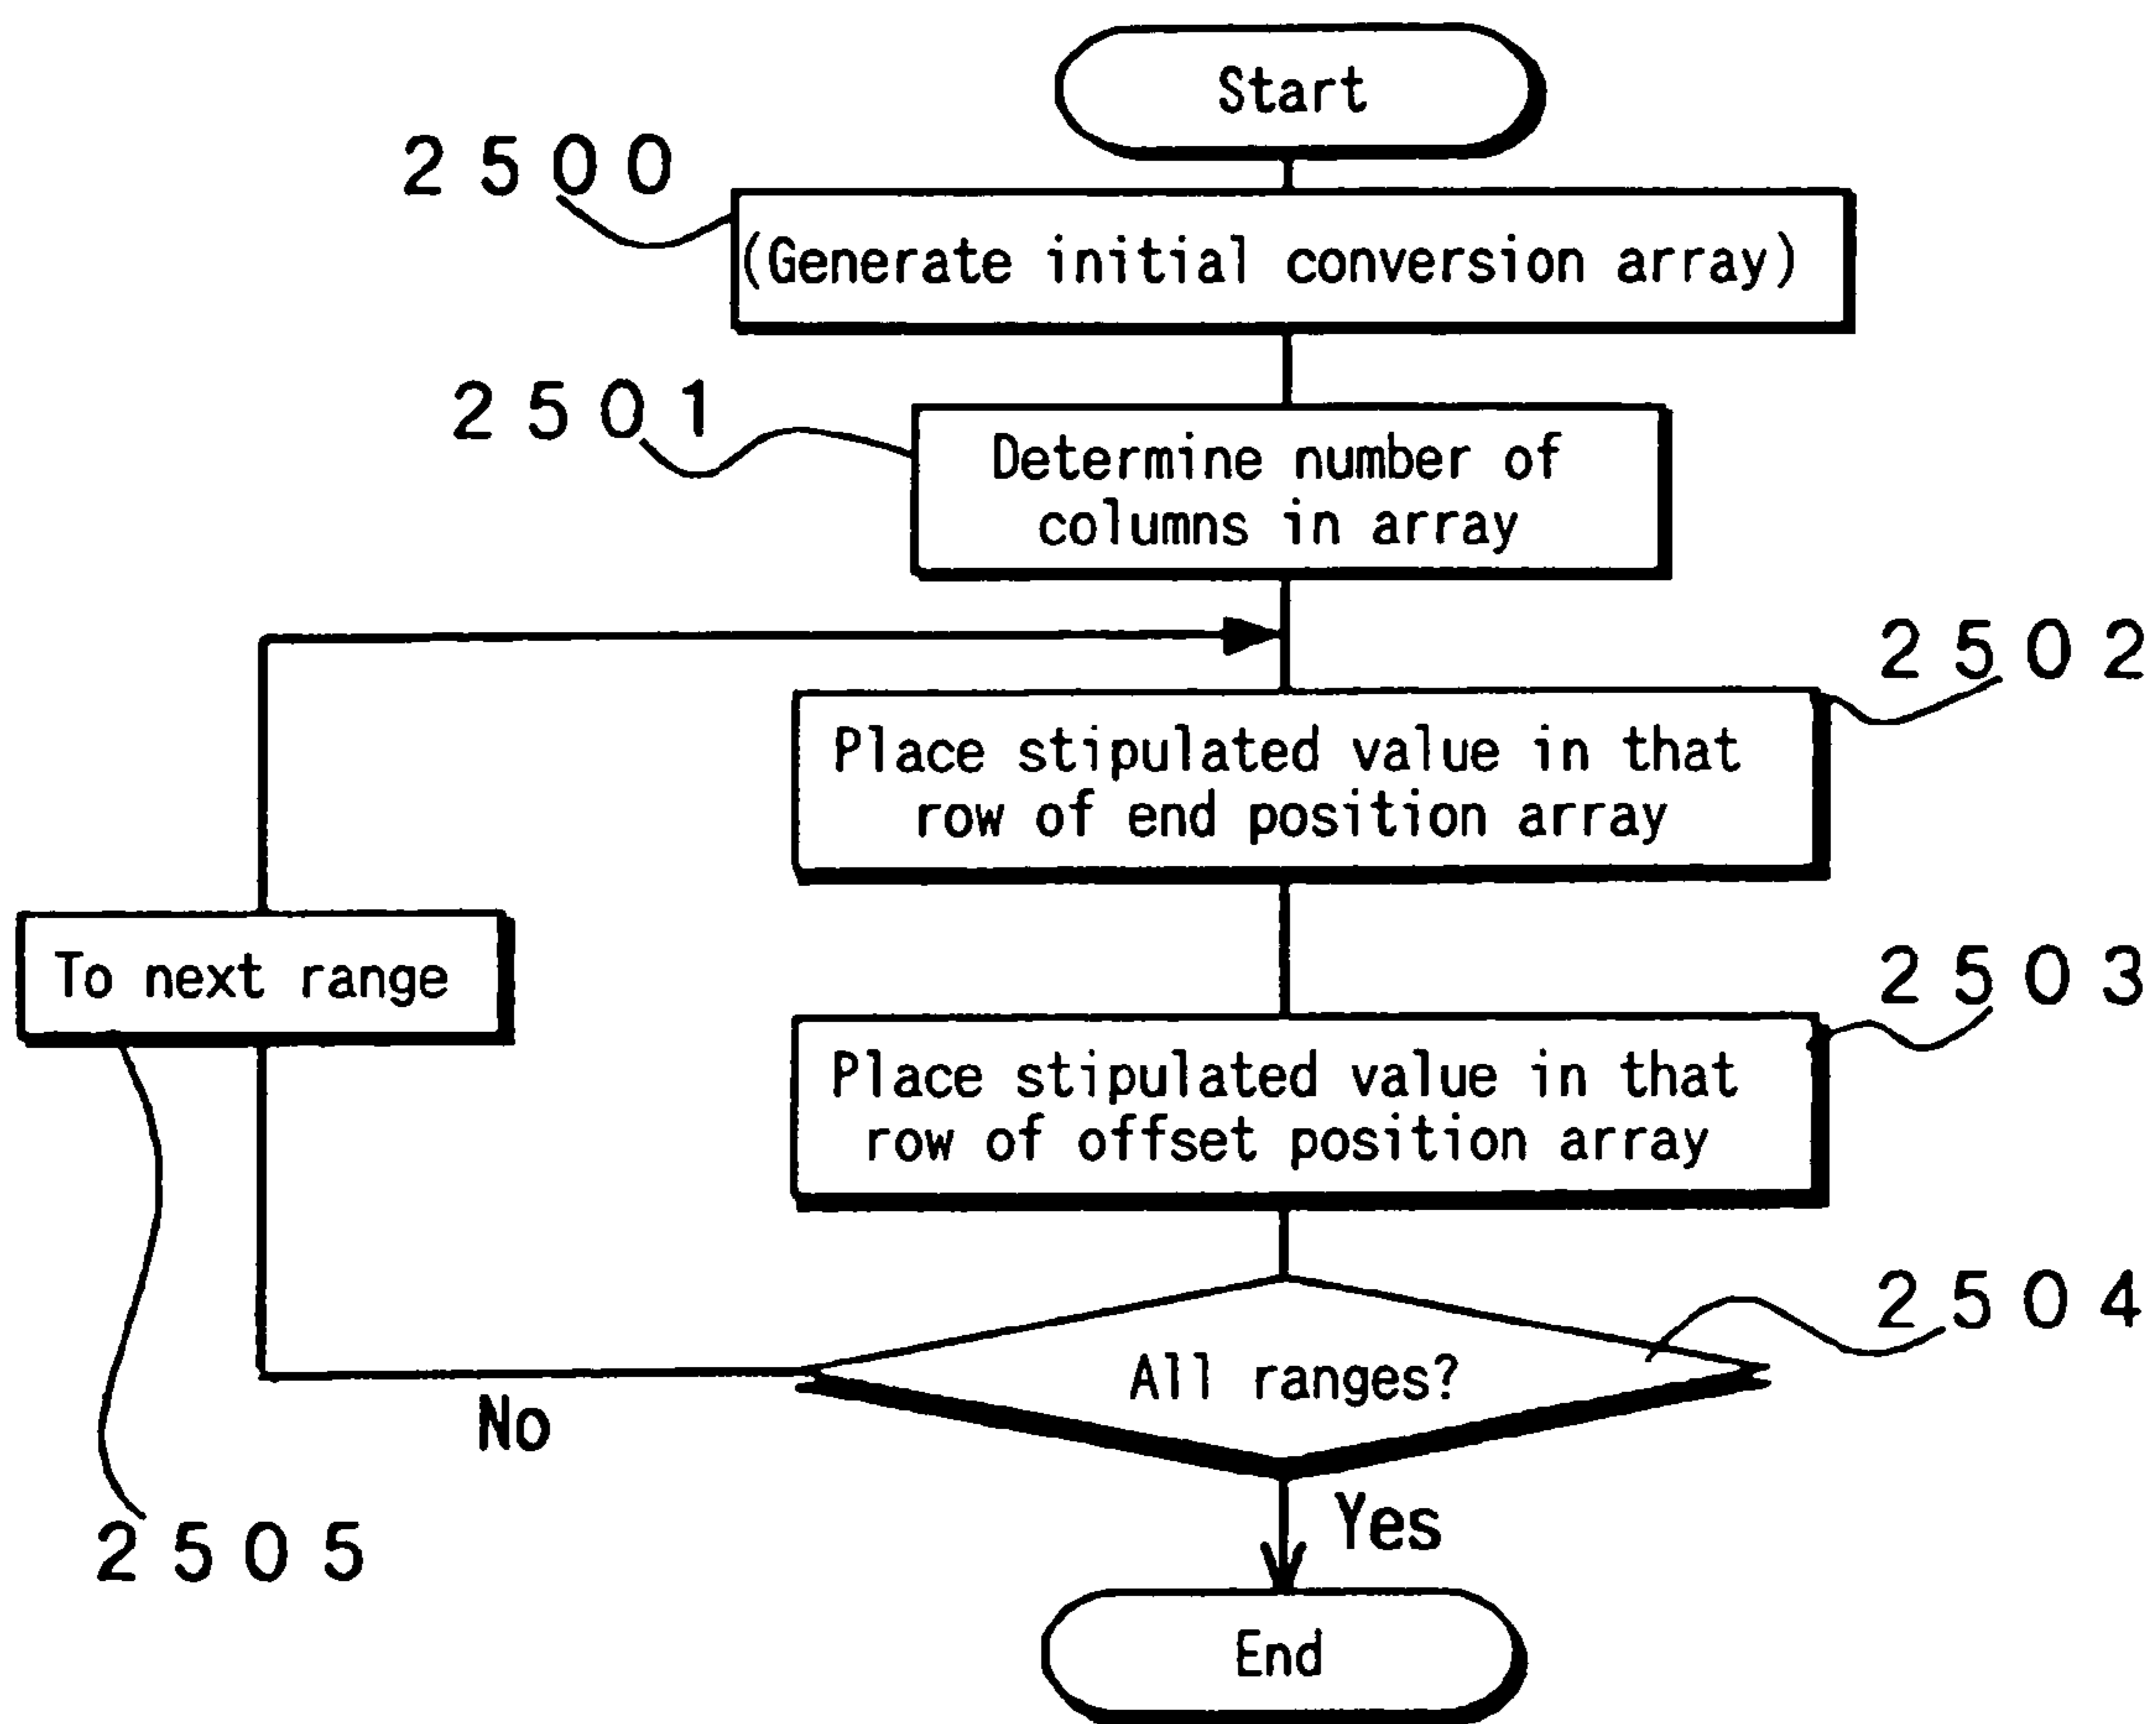 Start
2500
(Generate initial conversion array)
2501
Determine number of
columns in array
2502
Place stipulated value in that
row of end position array
To next range
2503
Place stipulated value in that
row of offset position array
2504
All ranges?
No
Yes
2505
End